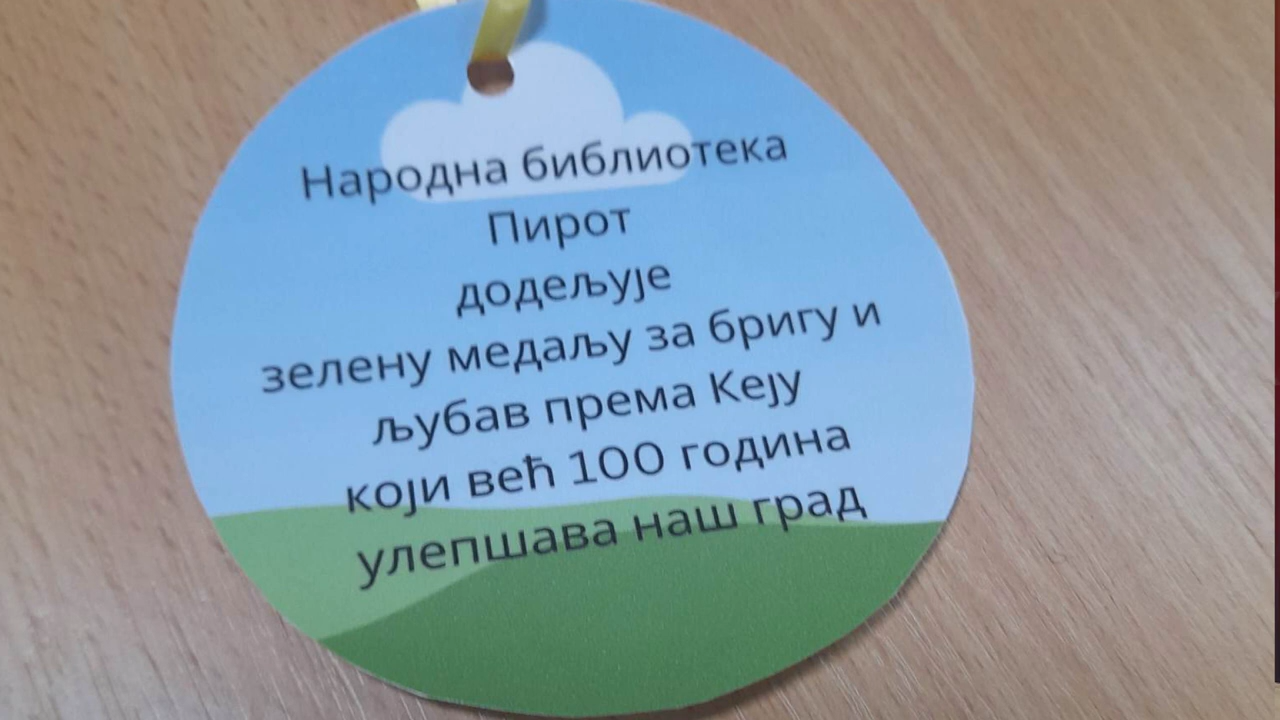 Народна библиотека
Пирот
додељује
зелену медаљу за бригу и
љубав према Кеју
који већ 100 година
улепшава наш град